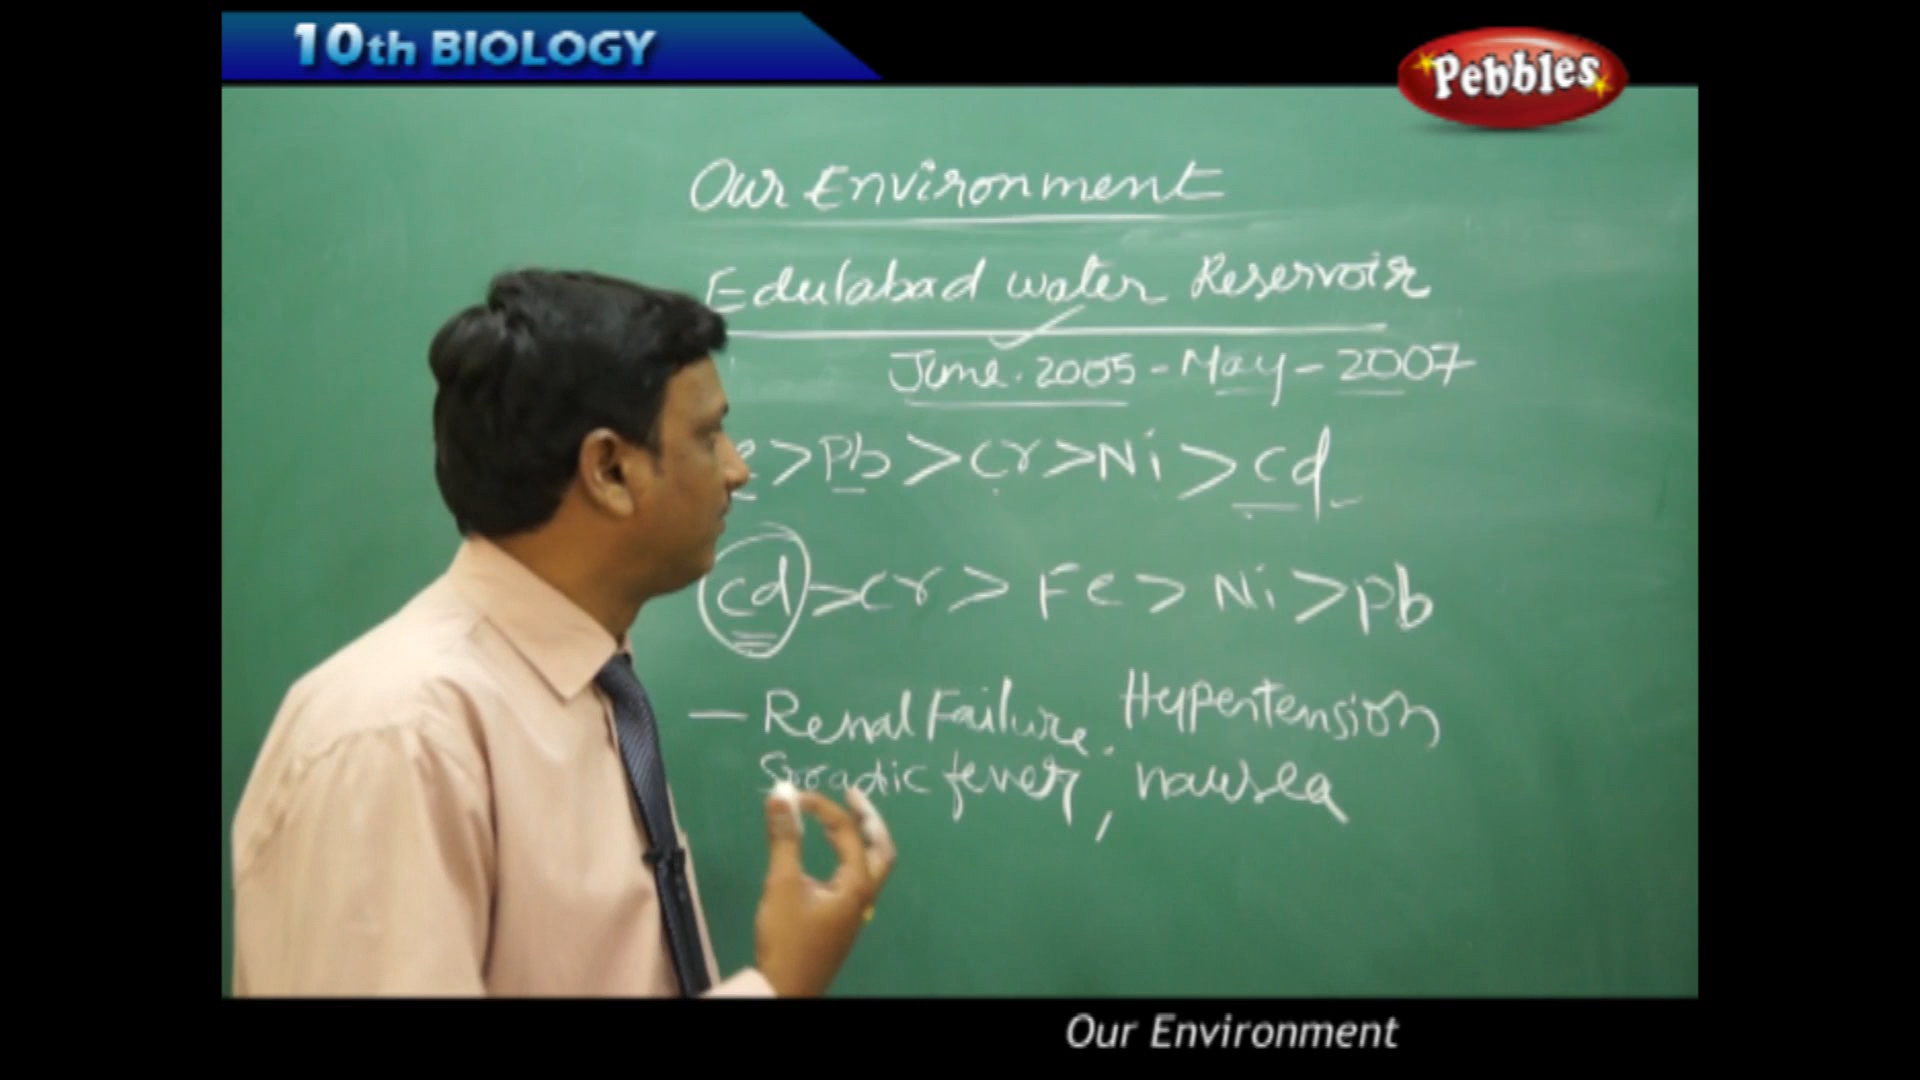 10th BIOLOGY
Pebbles
Our Environment
Edulabad water Reservoir
June. 2005 - May - 2007
> Pb > Cr > Ni > Cd
Cd > Cr > Fe > Ni > Pb
- Renal Failure. Hypertension
Sporadic fever, nausea
Our Environment